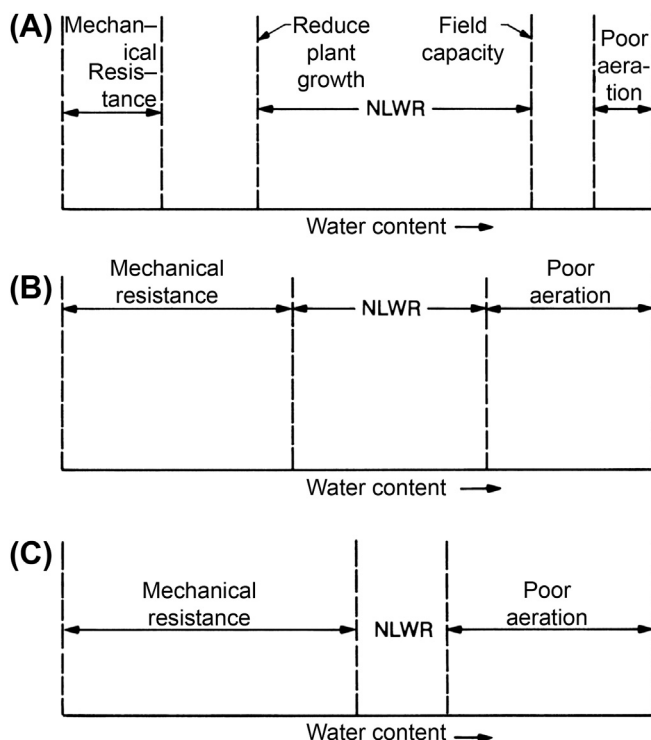 (A)
Mechan–
ical
Resis–
tance
Reduce
plant
growth
Field
capacity
Poor
aera–
tion
NLWR
Water content
(B)
Mechanical
resistance
NLWR
Poor
aeration
Water content
(C)
Mechanical
resistance
NLWR
Poor
aeration
Water content